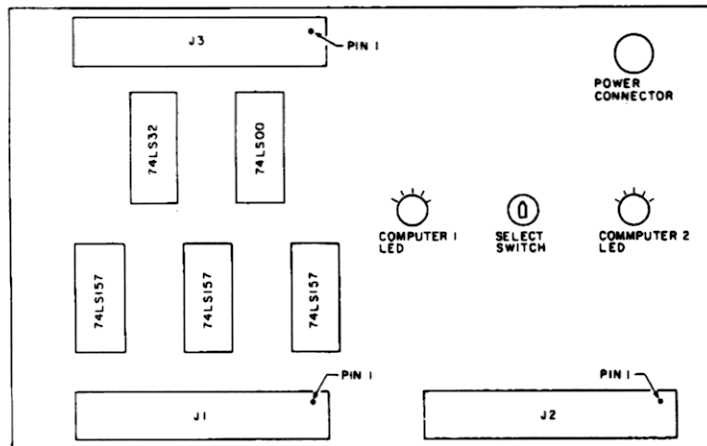 J3
PIN 1
POWER
CONNECTOR
74LS32
74LS00
COMPUTER 1
LED
SELECT
SWITCH
COMMPUTER 2
LED
74LS157
74LS157
74LS157
PIN 1
PIN 1
J1
J2